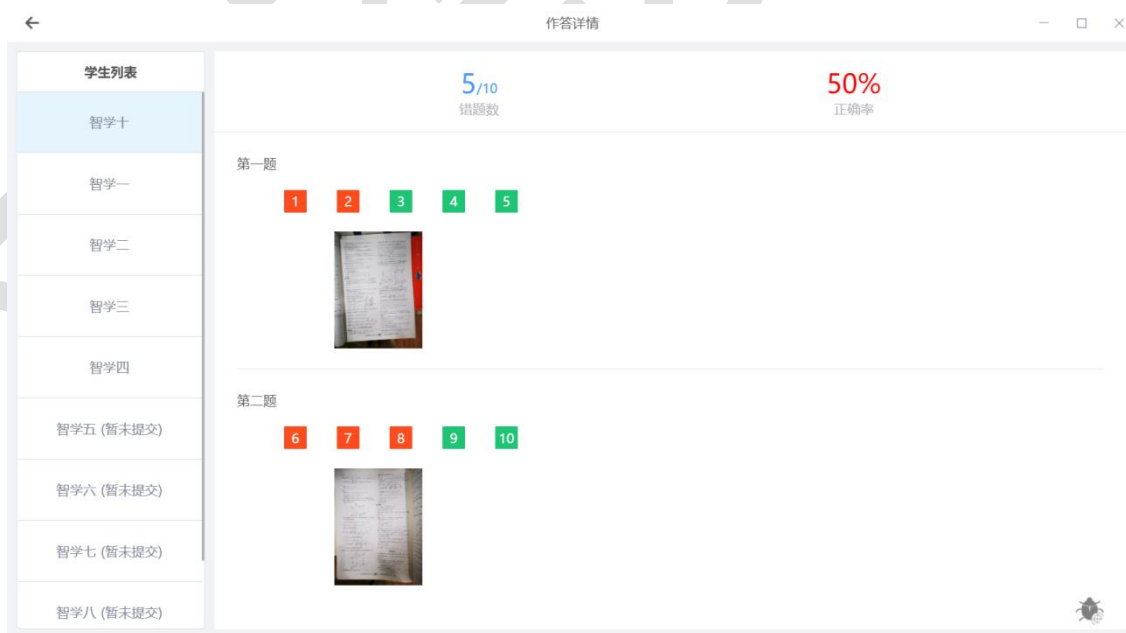 作答详情
学生列表
智学十
智学一
智学二
智学三
智学四
智学五 (暂未提交)
智学六 (暂未提交)
智学七 (暂未提交)
智学八 (暂未提交)
5/10
错题数
50%
正确率
第一题
1 2 3 4 5
第二题
6 7 8 9 10